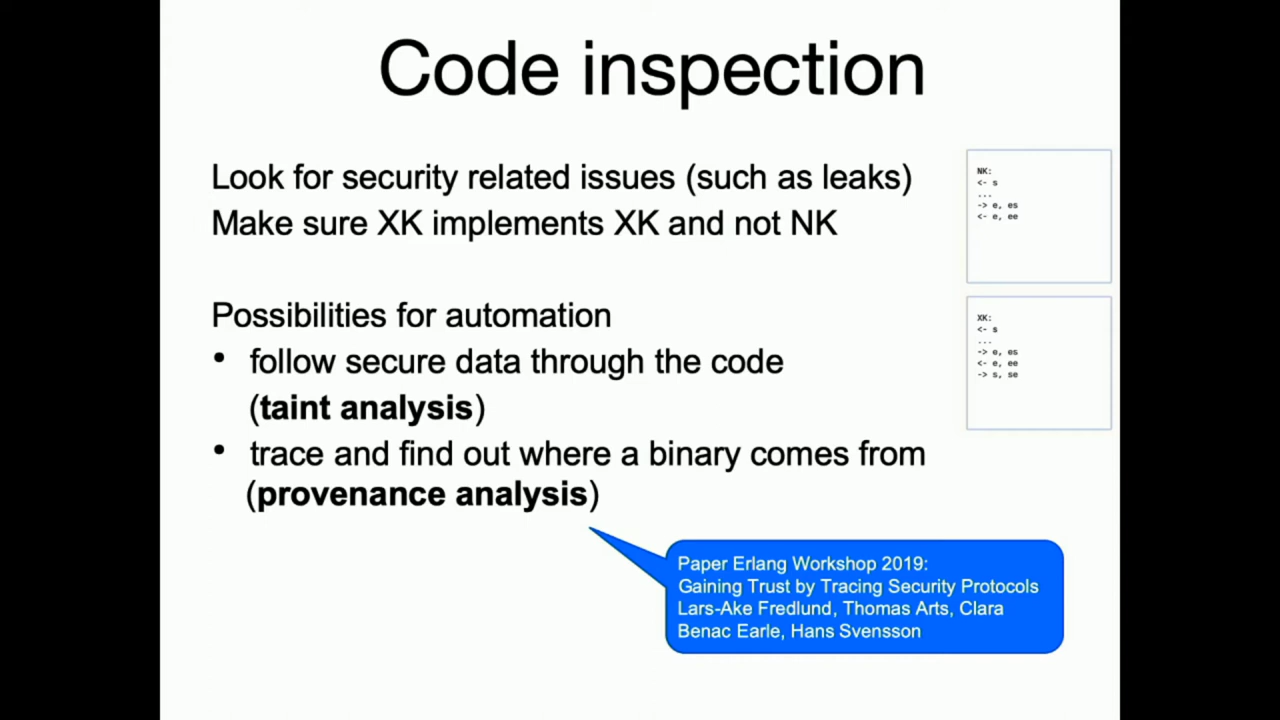 Code inspection
Look for security related issues (such as leaks)
Make sure XK implements XK and not NK
Possibilities for automation
• follow secure data through the code
(taint analysis)
• trace and find out where a binary comes from
(provenance analysis)
NK:
<- s
...
-> e, es
<- e, ee
XK:
<- s
...
-> e, es
<- e, ee
-> s, se
Paper Erlang Workshop 2019:
Gaining Trust by Tracing Security Protocols
Lars-Ake Fredlund, Thomas Arts, Clara
Benac Earle, Hans Svensson